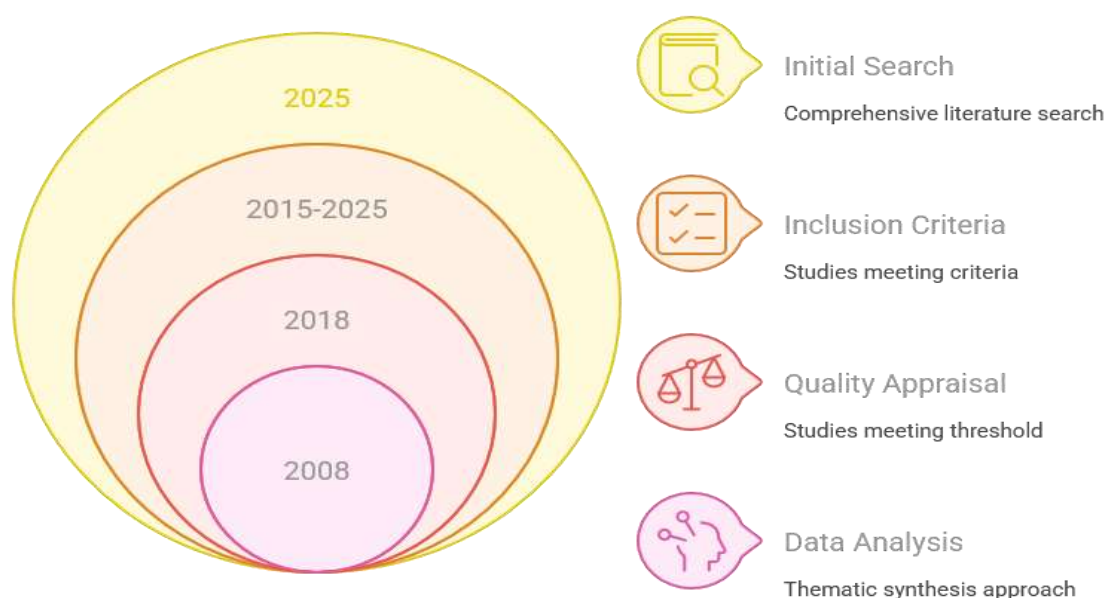 2025
2015-2025
2018
2008
Initial Search
Comprehensive literature search
Inclusion Criteria
Studies meeting criteria
Quality Appraisal
Studies meeting threshold
Data Analysis
Thematic synthesis approach